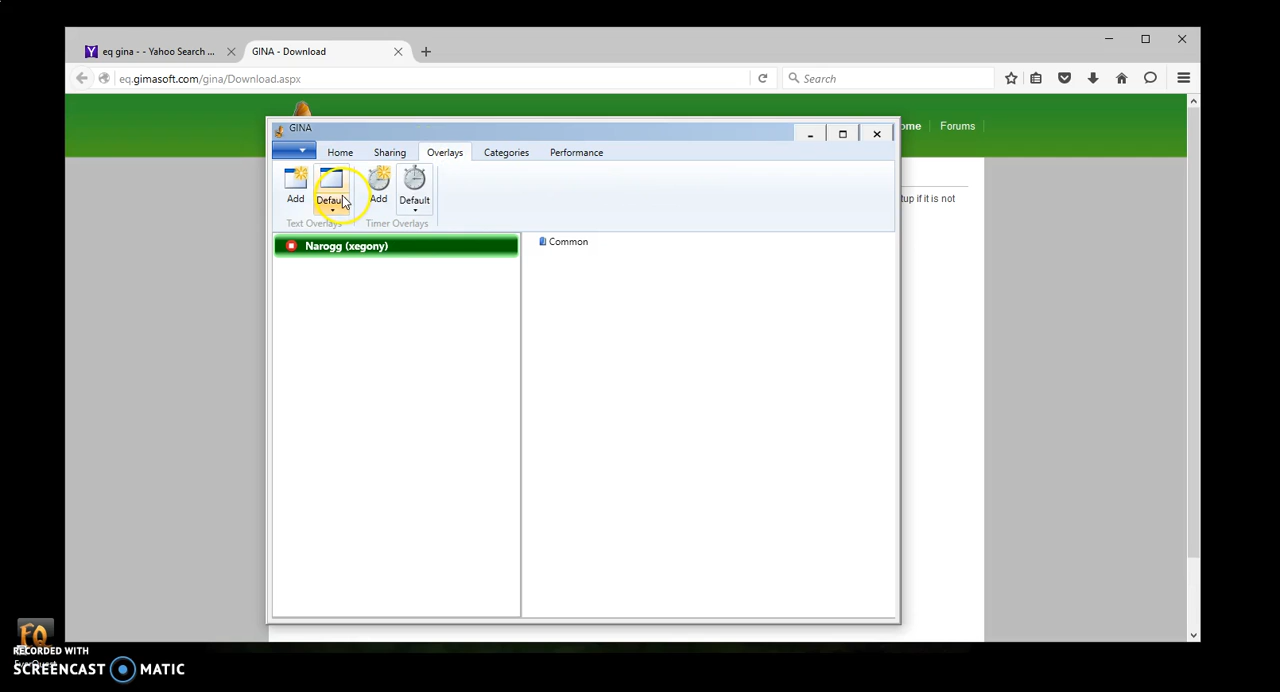 eq gina - - Yahoo Search ...
GINA - Download
eq.gimasoft.com/gina/Download.aspx
Search
ome
Forums
GINA
Home
Sharing
Overlays
Categories
Performance
Add
Default
Add
Default
Text Overlays
Timer Overlays
tup if it is not
Narogg (xegony)
Common
RECORDED WITH
SCREENCAST MATIC